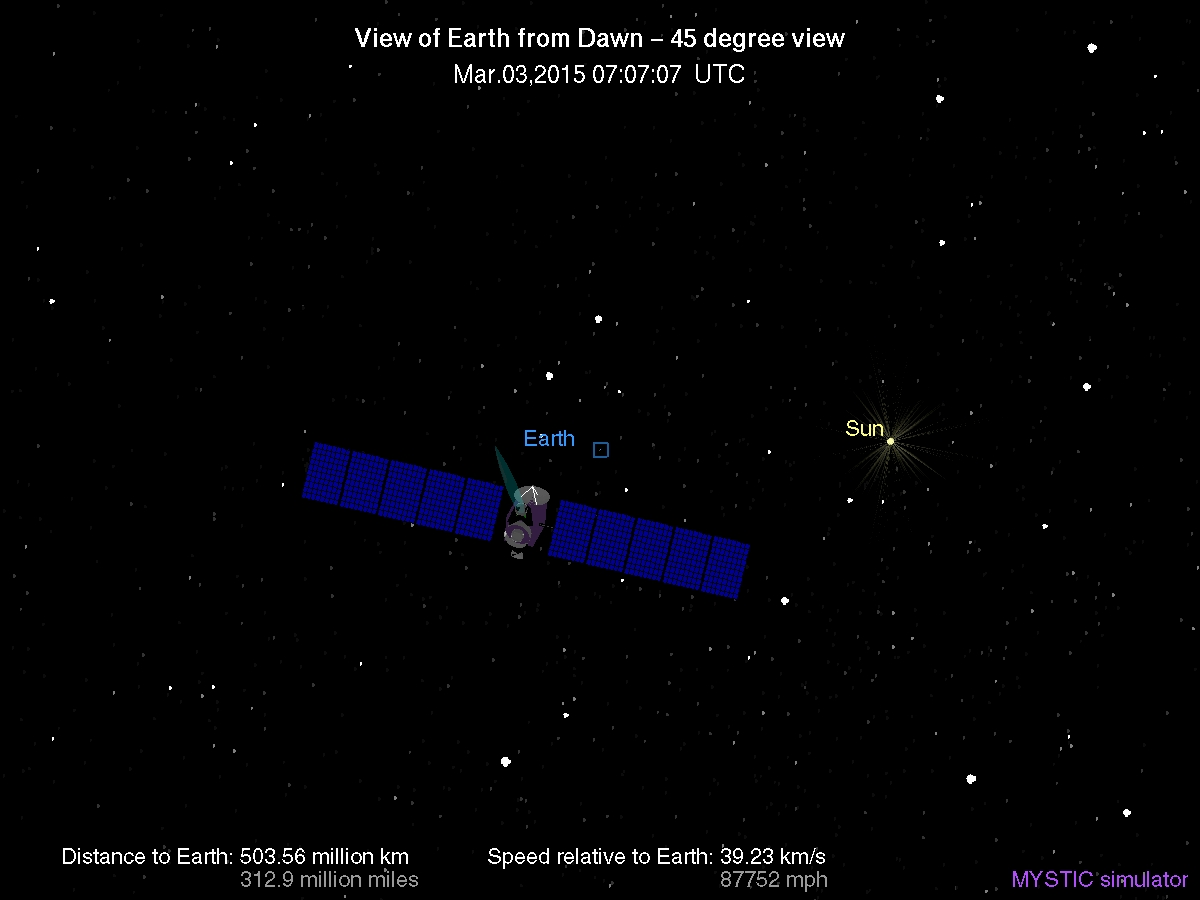 View of Earth from Dawn – 45 degree view
Mar.03,2015 07:07:07 UTC
Sun
Earth
Distance to Earth: 503.56 million km
312.9 million miles
Speed relative to Earth: 39.23 km/s
87752 mph
MYSTIC simulator